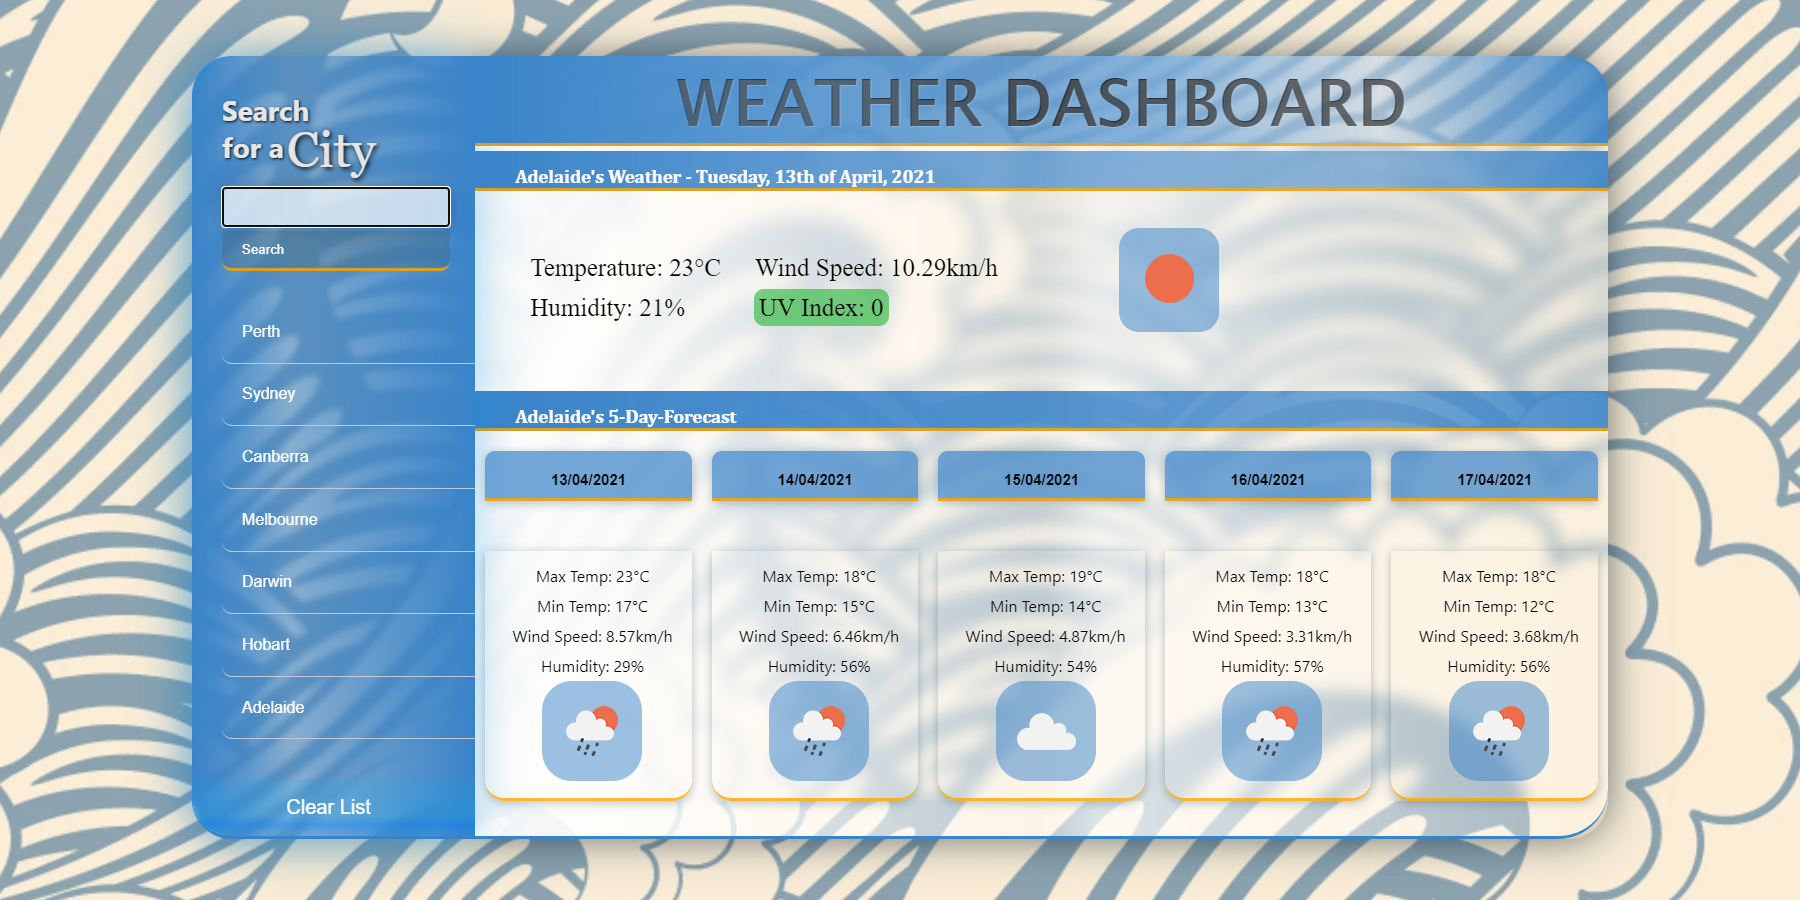 Search
for a City
Search
Perth
Sydney
Canberra
Melbourne
Darwin
Hobart
Adelaide
Clear List
WEATHER DASHBOARD
Adelaide's Weather - Tuesday, 13th of April, 2021
Temperature: 23°C Wind Speed: 10.29km/h
Humidity: 21% UV Index: 0
Adelaide's 5-Day-Forecast
13/04/2021
Max Temp: 23°C
Min Temp: 17°C
Wind Speed: 8.57km/h
Humidity: 29%
14/04/2021
Max Temp: 18°C
Min Temp: 15°C
Wind Speed: 6.46km/h
Humidity: 56%
15/04/2021
Max Temp: 19°C
Min Temp: 14°C
Wind Speed: 4.87km/h
Humidity: 54%
16/04/2021
Max Temp: 18°C
Min Temp: 13°C
Wind Speed: 3.31km/h
Humidity: 57%
17/04/2021
Max Temp: 18°C
Min Temp: 12°C
Wind Speed: 3.68km/h
Humidity: 56%